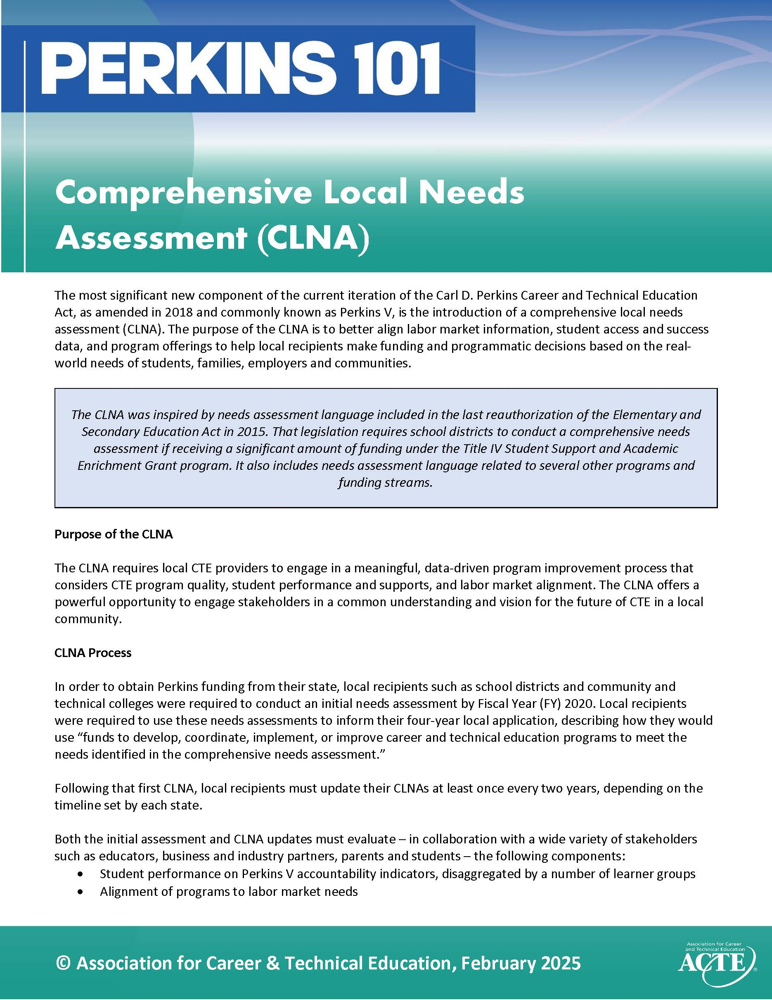 PERKINS 101
Comprehensive Local Needs
Assessment (CLNA)
The most significant new component of the current iteration of the Carl D. Perkins Career and Technical Education
Act, as amended in 2018 and commonly known as Perkins V, is the introduction of a comprehensive local needs
assessment (CLNA). The purpose of the CLNA is to better align labor market information, student access and success
data, and program offerings to help local recipients make funding and programmatic decisions based on the real-
world needs of students, families, employers and communities.
The CLNA was inspired by needs assessment language included in the last reauthorization of the Elementary and
Secondary Education Act in 2015. That legislation requires school districts to conduct a comprehensive needs
assessment if receiving a significant amount of funding under the Title IV Student Support and Academic
Enrichment Grant program. It also includes needs assessment language related to several other programs and
funding streams.
Purpose of the CLNA
The CLNA requires local CTE providers to engage in a meaningful, data-driven program improvement process that
considers CTE program quality, student performance and supports, and labor market alignment. The CLNA offers a
powerful opportunity to engage stakeholders in a common understanding and vision for the future of CTE in a local
community.
CLNA Process
In order to obtain Perkins funding from their state, local recipients such as school districts and community and
technical colleges were required to conduct an initial needs assessment by Fiscal Year (FY) 2020. Local recipients
were required to use these needs assessments to inform their four-year local application, describing how they would
use “funds to develop, coordinate, implement, or improve career and technical education programs to meet the
needs identified in the comprehensive needs assessment.”
Following that first CLNA, local recipients must update their CLNAs at least once every two years, depending on the
timeline set by each state.
Both the initial assessment and CLNA updates must evaluate – in collaboration with a wide variety of stakeholders
such as educators, business and industry partners, parents and students – the following components:
• Student performance on Perkins V accountability indicators, disaggregated by a number of learner groups
• Alignment of programs to labor market needs
© Association for Career & Technical Education, February 2025
Association for Career
and Technical Education
ACTE®